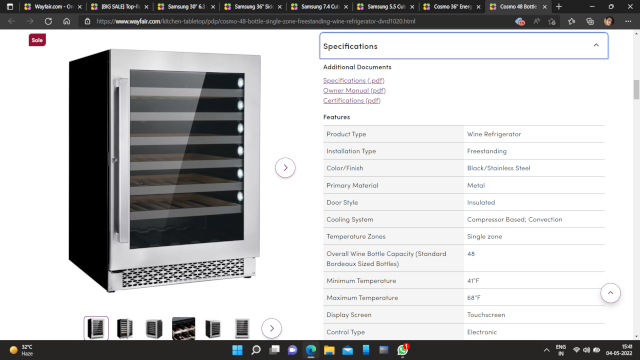 Wayfair.com - O
(BIG SALE) Top-R
Samsung 30" 6.3
Samsung 36" Sid
Samsung 7.4 Cu
Samsung 5.5 Cu
Cosmo 36" Energ
Cosmo 48 Bottle
https://www.wayfair.com/kitchen-tabletop/pdp/cosmo-48-bottle-single-zone-freestanding-wine-refrigerator-dwd1020.html
Sale
Specifications
Additional Documents
Specifications (.pdf)
Owner Manual (pdf)
Certifications (pdf)
Features
Product Type Wine Refrigerator
Installation Type Freestanding
Color/Finish Black/Stainless Steel
Primary Material Metal
Door Style Insulated
Cooling System Compressor Based; Convection
Temperature Zones Single zone
Overall Wine Bottle Capacity (Standard 48
Bordeaux Sized Bottles)
Minimum Temperature 41°F
Maximum Temperature 68°F
Display Screen Touchscreen
Control Type Electronic
32°C
Haze
ENG
IN
15:41
04-05-2022